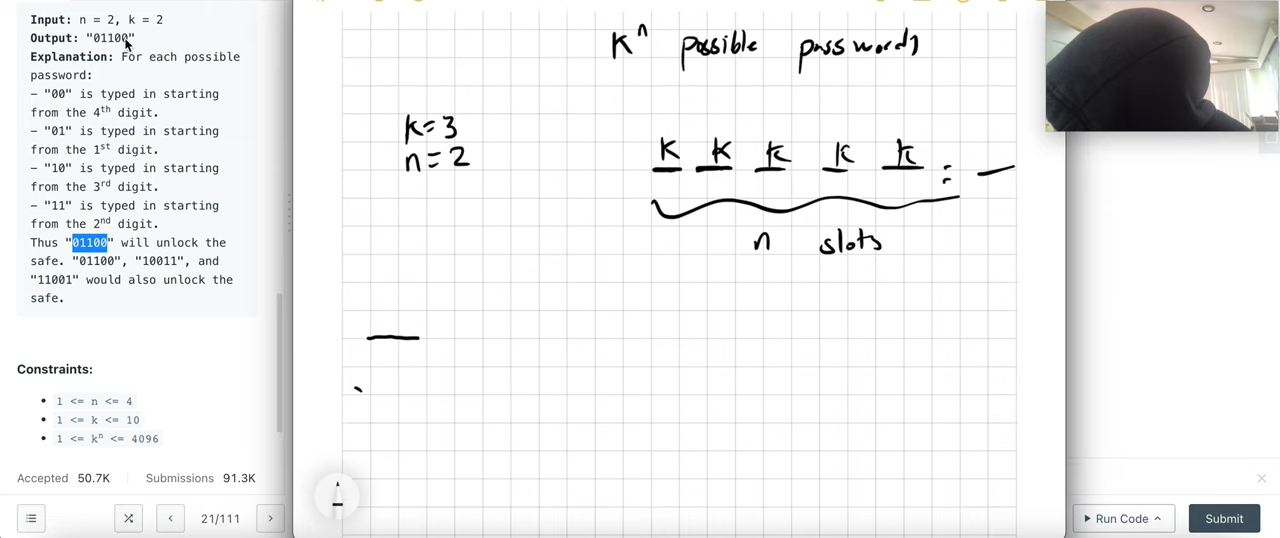 Input: n = 2, k = 2
Output: "01100"
Explanation: For each possible
password:
- "00" is typed in starting
from the 4th digit.
- "01" is typed in starting
from the 1st digit.
- "10" is typed in starting
from the 3rd digit.
- "11" is typed in starting
from the 2nd digit.
Thus "01100" will unlock the
safe. "01100", "10011", and
"11001" would also unlock the
safe.
Constraints:
1 <= n <= 4
1 <= k <= 10
1 <= kⁿ <= 4096
Accepted 50.7K Submissions 91.3K
21/111
Kⁿ possible passwords
k=3
n=2
K K K K K
n slots
Run Code
Submit